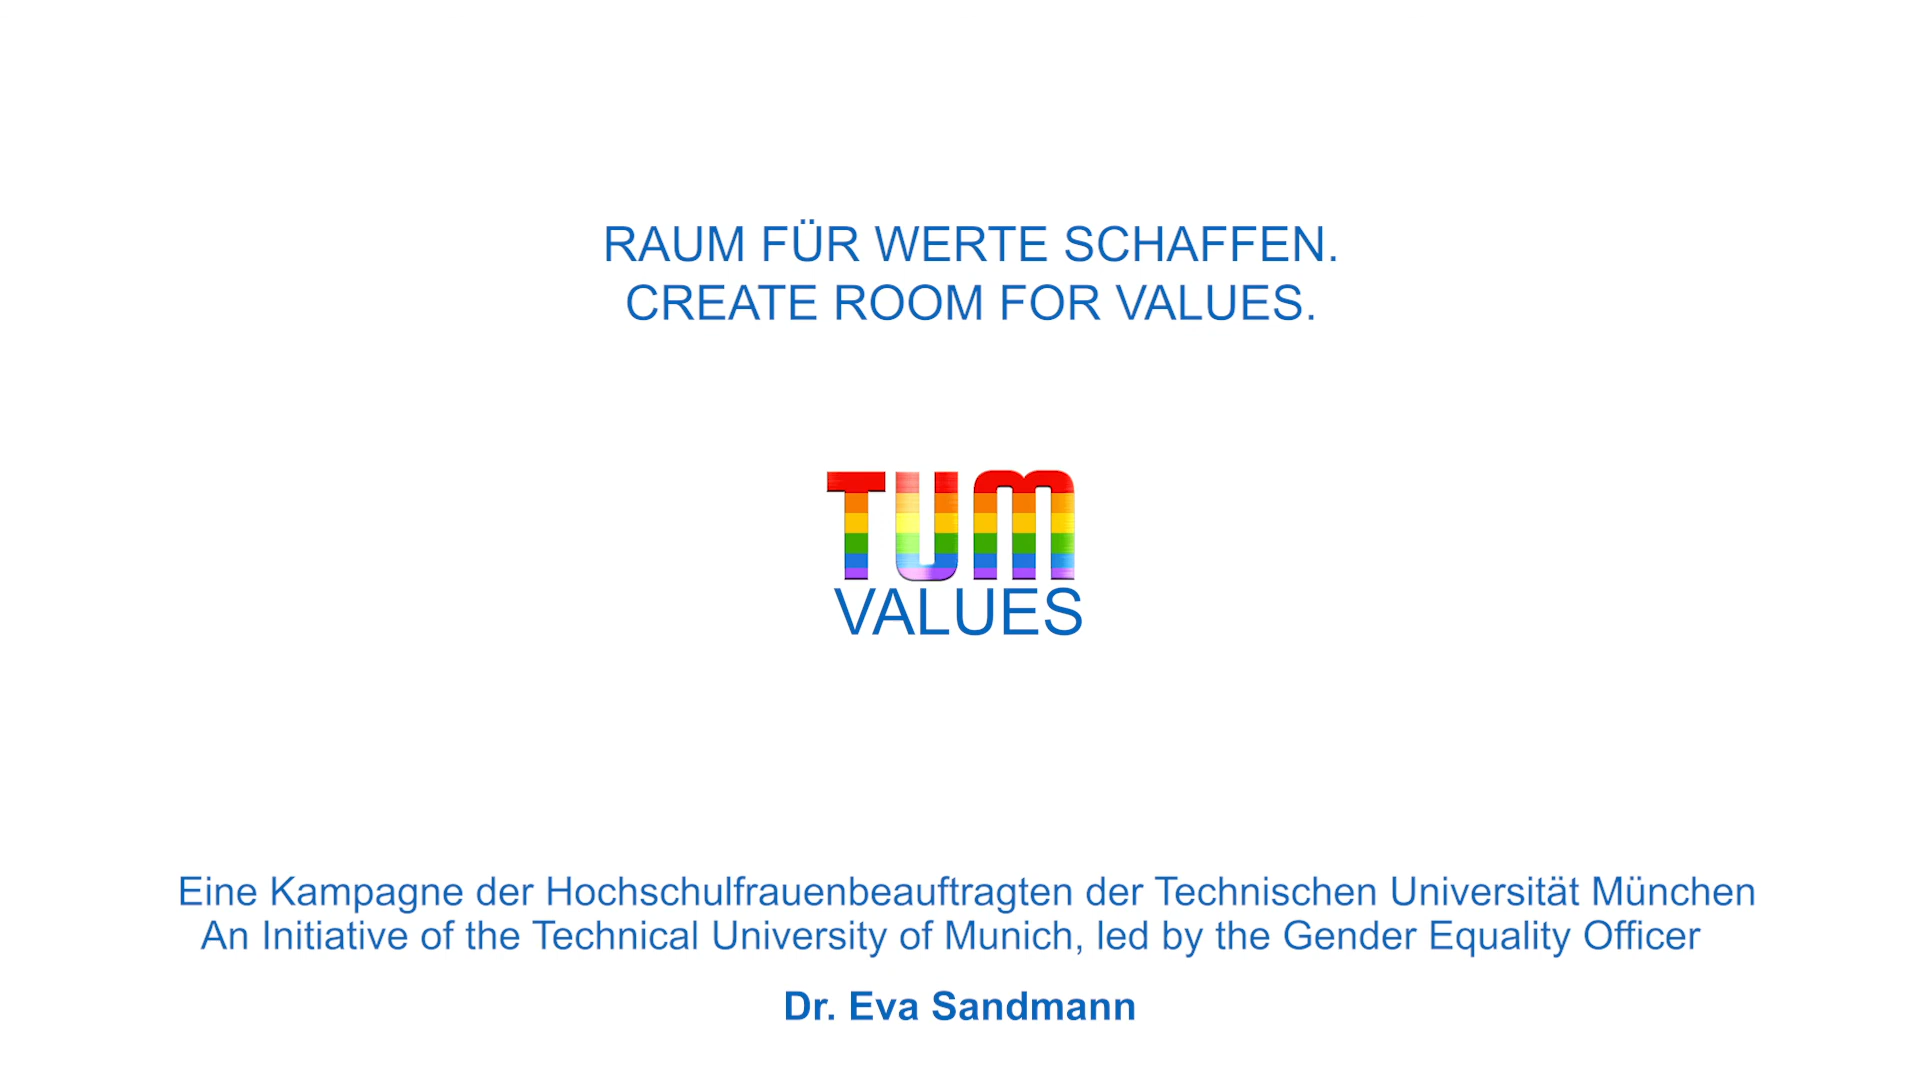 RAUM FÜR WERTE SCHAFFEN.
CREATE ROOM FOR VALUES.
TUM
VALUES
Eine Kampagne der Hochschulfrauenbeauftragten der Technischen Universität München
An Initiative of the Technical University of Munich, led by the Gender Equality Officer
Dr. Eva Sandmann